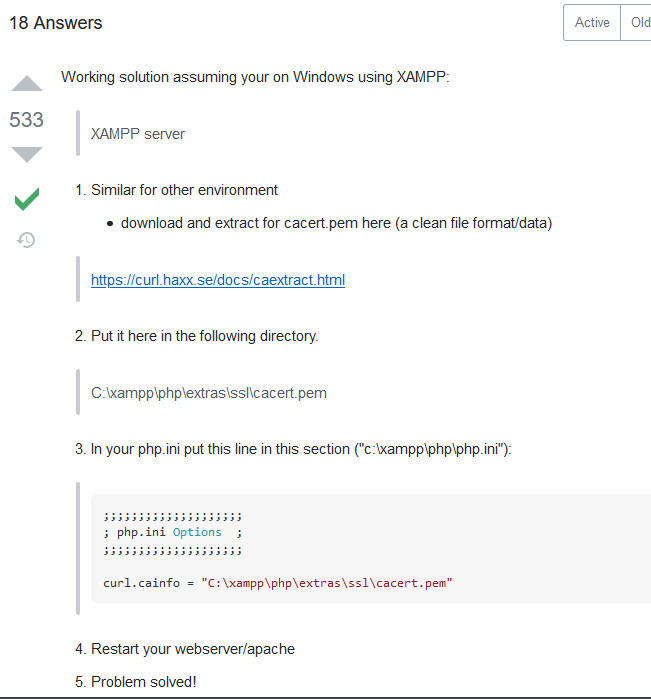 18 Answers
Active
Old
Working solution assuming your on Windows using XAMPP:
533
XAMPP server
1. Similar for other environment
• download and extract for cacert.pem here (a clean file format/data)
https://curl.haxx.se/docs/caextract.html
2. Put it here in the following directory.
C:\xampp\php\extras\ssl\cacert.pem
3. In your php.ini put this line in this section ("c:\xampp\php\php.ini"):
;;;;;;;;;;;;;;;;;;;;
; php.ini Options  ;
;;;;;;;;;;;;;;;;;;;;
curl.cainfo = "C:\xampp\php\extras\ssl\cacert.pem"
4. Restart your webserver/apache
5. Problem solved!